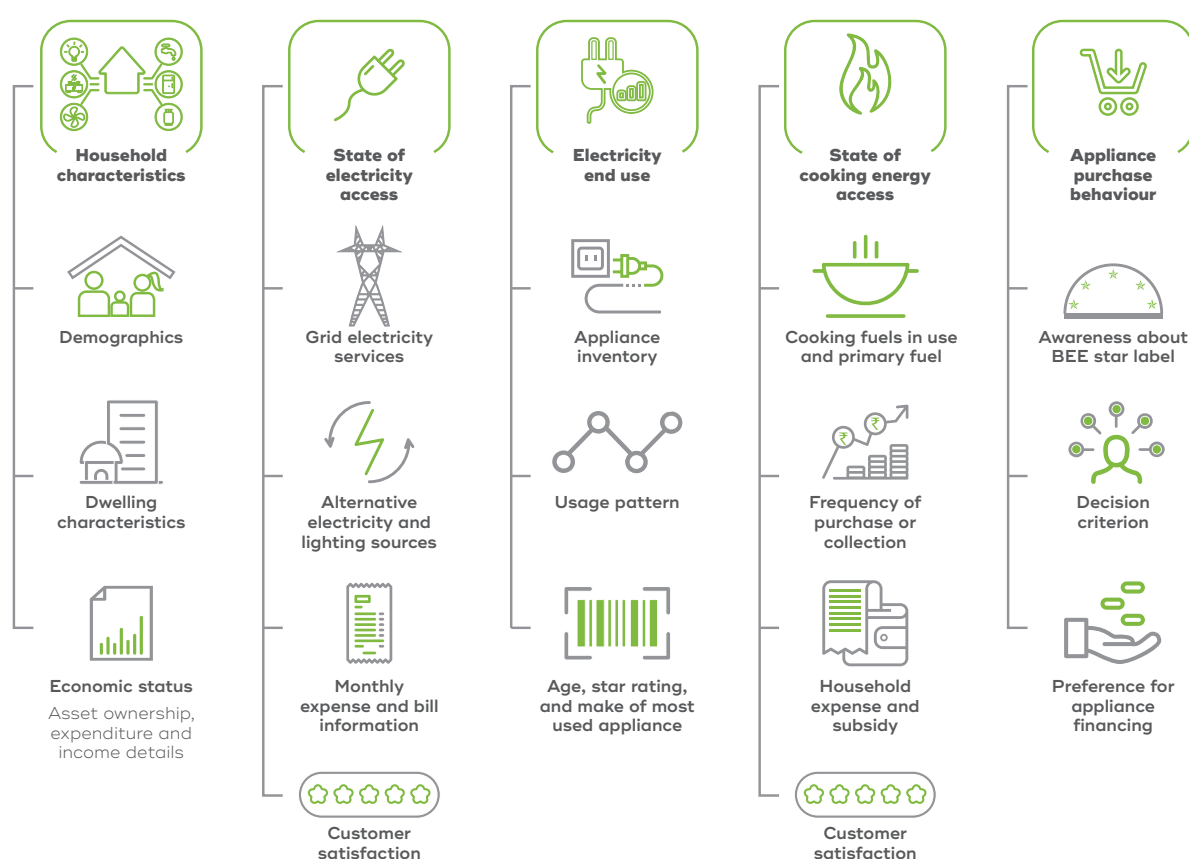 Household
characteristics
Demographics
Dwelling
characteristics
Economic status
Asset ownership,
expenditure and
income details
State of
electricity
access
Grid electricity
services
Alternative
electricity and
lighting sources
Monthly
expense and bill
information
Customer
satisfaction
Electricity
end use
Appliance
inventory
Usage pattern
Age, star rating,
and make of most
used appliance
State of
cooking energy
access
Cooking fuels in use
and primary fuel
₹
₹
Frequency of
purchase or
collection
Household
expense and
subsidy
Customer
satisfaction
Appliance
purchase
behaviour
Awareness about
BEE star label
Decision
criterion
Preference for
appliance
financing